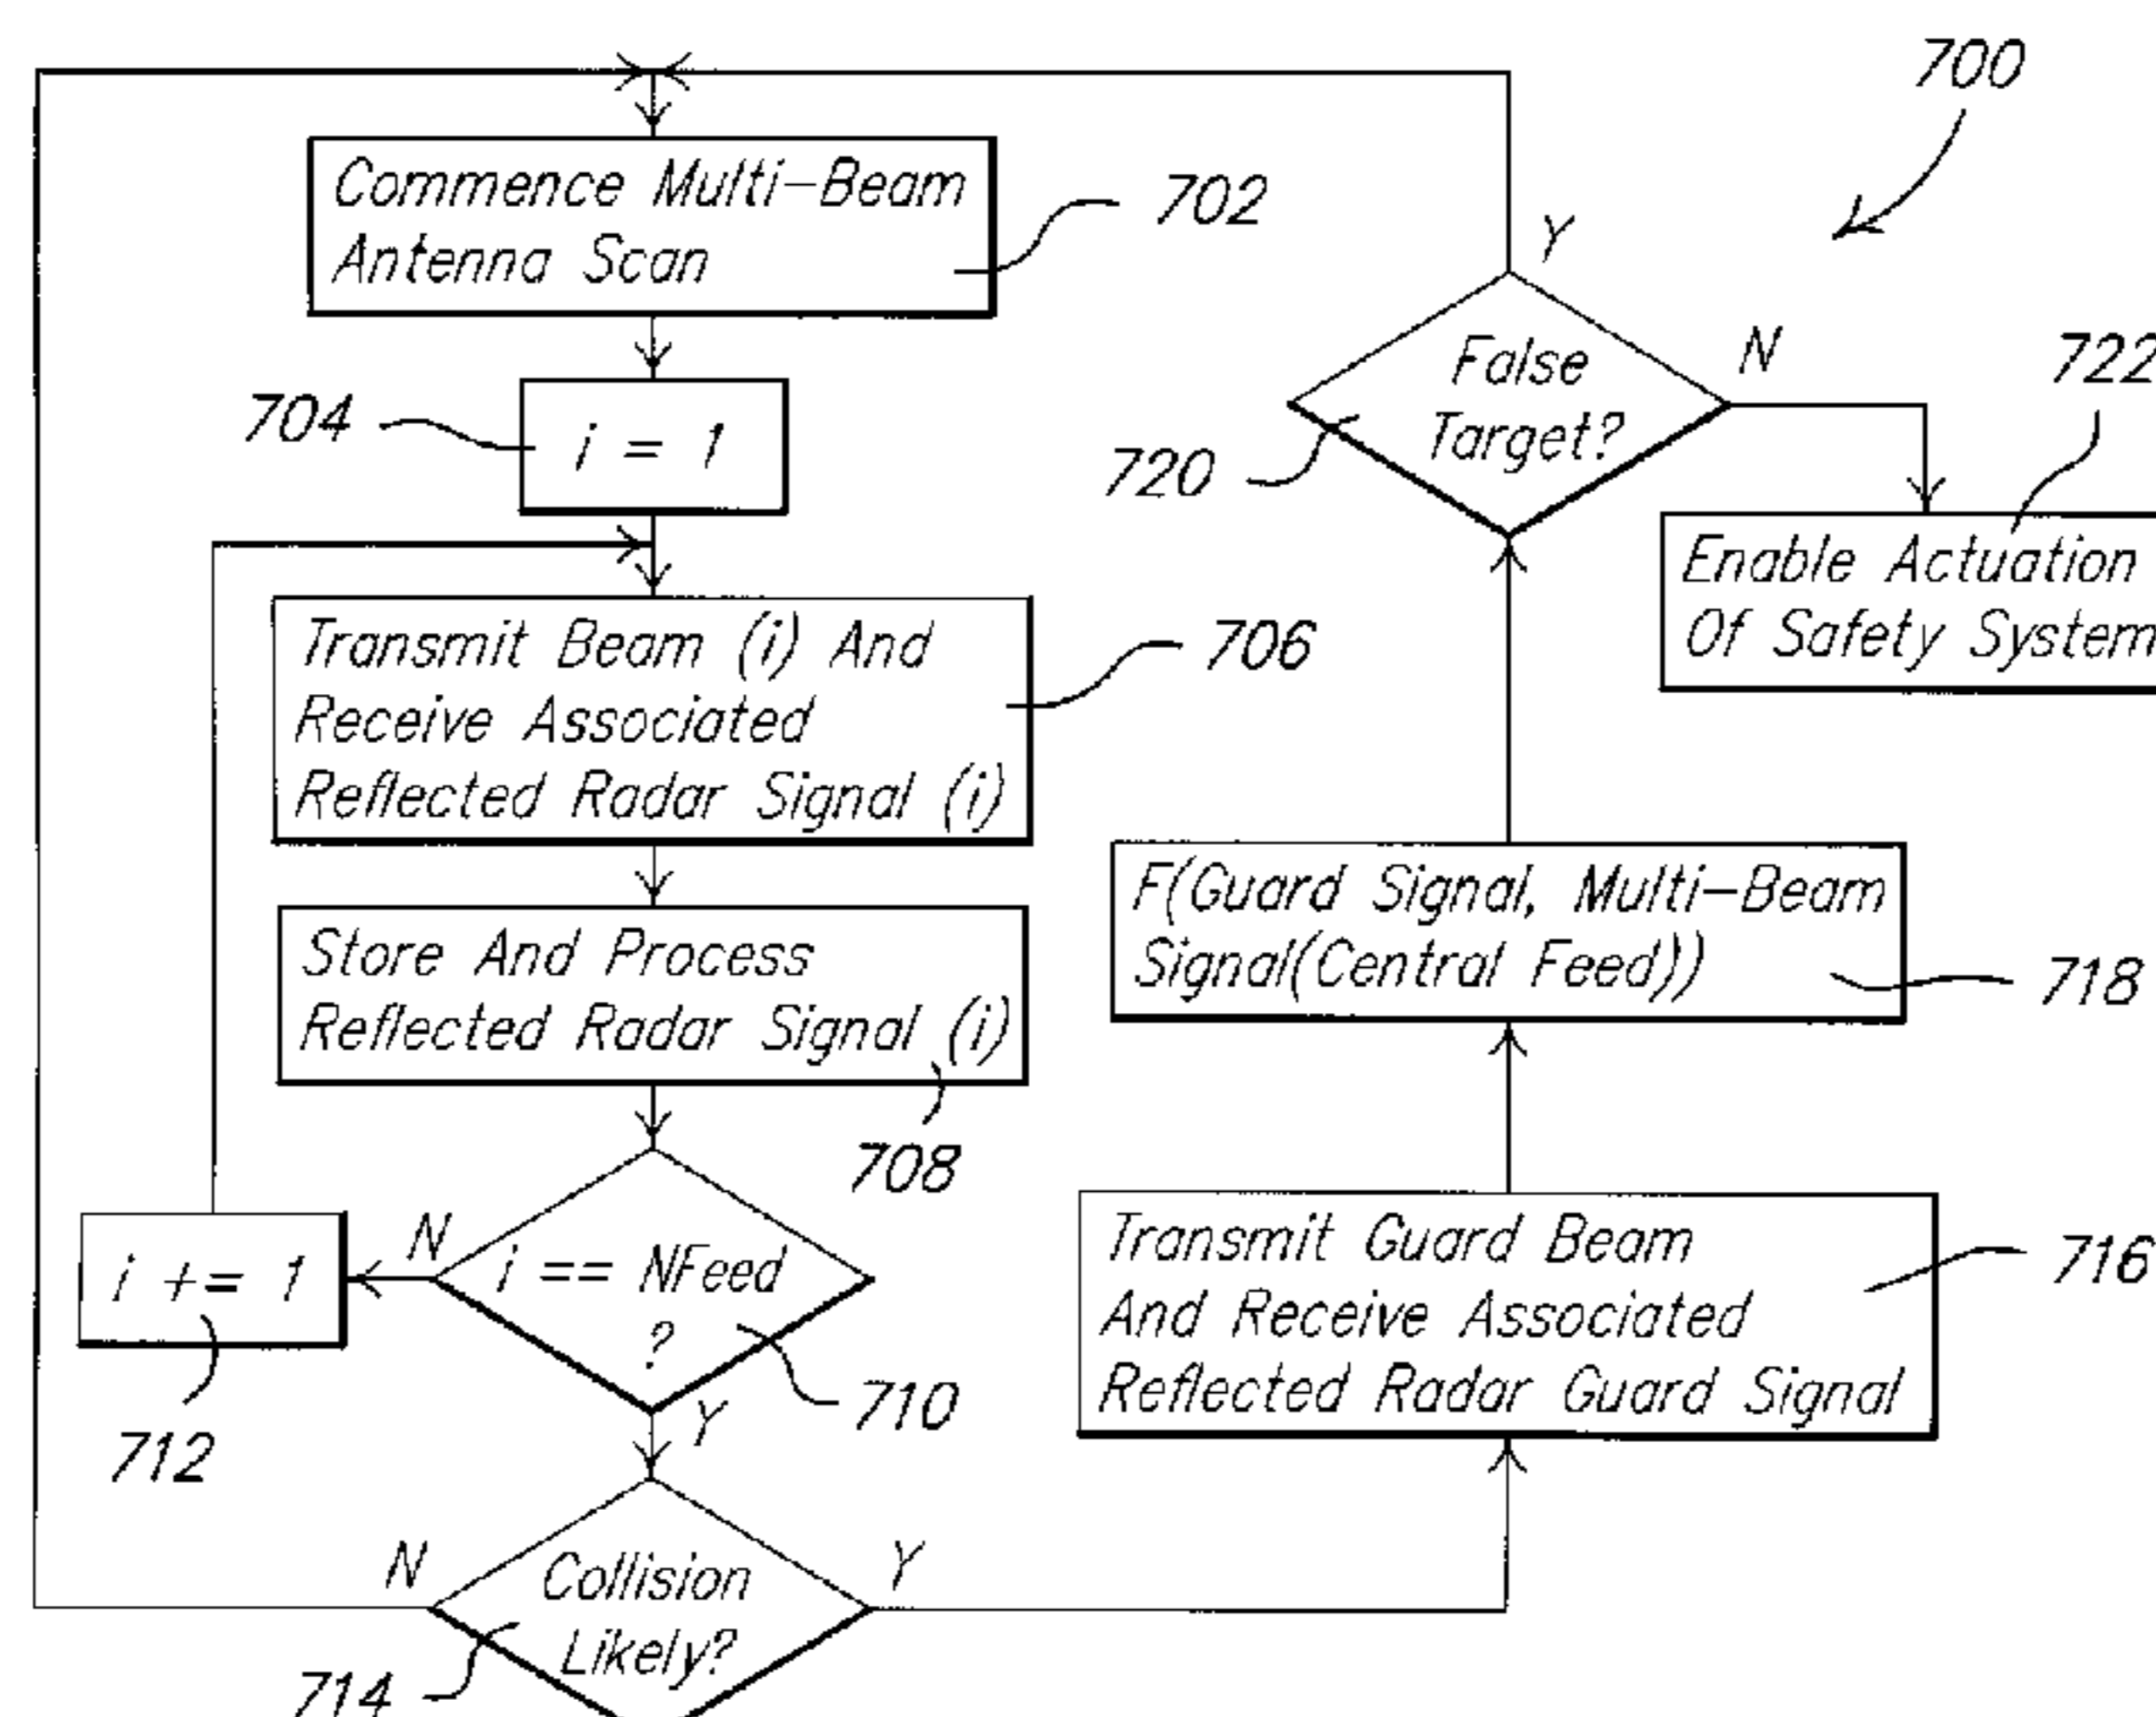 700
Commence Multi-Beam
Antenna Scan
702
704
i = 1
Transmit Beam (i) And
Receive Associated
Reflected Radar Signal (i)
706
Store And Process
Reflected Radar Signal (i)
708
i == NFeed
?
N
Y
710
i += 1
712
Collision
Likely?
N
Y
714
Transmit Guard Beam
And Receive Associated
Reflected Radar Guard Signal
716
F(Guard Signal, Multi-Beam
Signal(Central Feed))
718
False
Target?
Y
N
720
Enable Actuation
Of Safety System
722